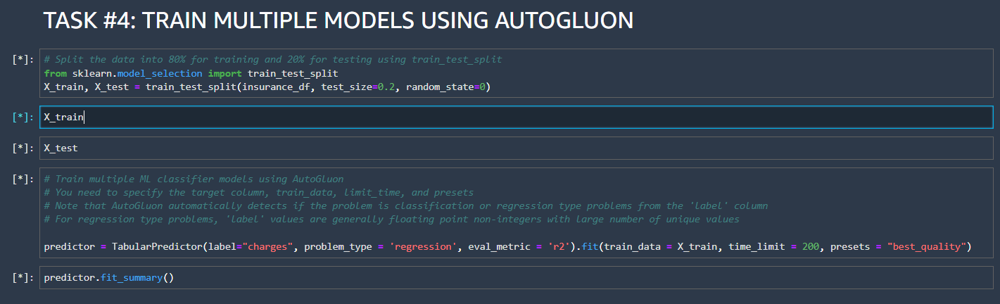 TASK #4: TRAIN MULTIPLE MODELS USING AUTOGLUON
[*]: # Split the data into 80% for training and 20% for testing using train_test_split
from sklearn.model_selection import train_test_split
X_train, X_test = train_test_split(insurance_df, test_size=0.2, random_state=0)
[*]: X_train
[*]: X_test
[*]: # Train multiple ML classifier models using AutoGluon
# You need to specify the target column, train_data, limit_time, and presets
# Note that AutoGluon automatically detects if the problem is classification or regression type problems from the 'label' column
# For regression type problems, 'label' values are generally floating point non-integers with large number of unique values
predictor = TabularPredictor(label="charges", problem_type = 'regression', eval_metric = 'r2').fit(train_data = X_train, time_limit = 200, presets = "best_quality")
[*]: predictor.fit_summary()